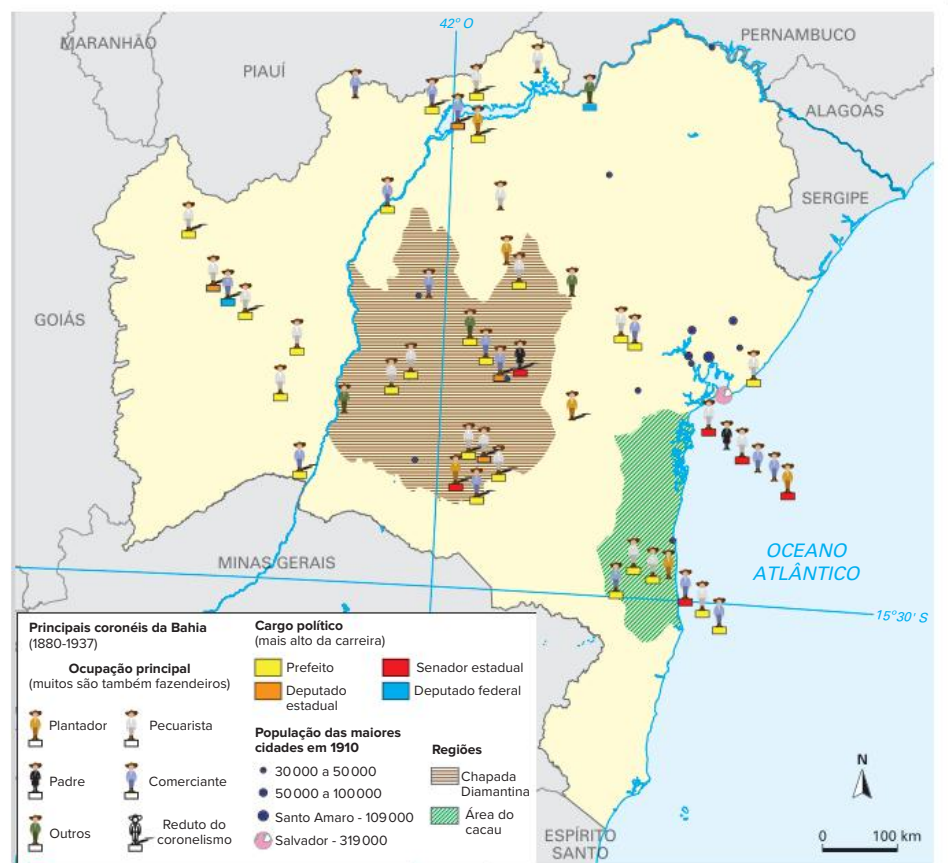 42° O
MARANHÃO
PIAUÍ
PERNAMBUCO
ALAGOAS
SERGIPE
GOIÁS
MINAS GERAIS
OCEANO
ATLÂNTICO
15°30' S
ESPÍRITO
SANTO
N
0 100 km
Principais coronéis da Bahia
(1880-1937)
Ocupação principal
(muitos são também fazendeiros)
Plantador
Pecuarista
Padre
Comerciante
Outros
Reduto do
coronelismo
Cargo político
(mais alto da carreira)
Prefeito
Senador estadual
Deputado
estadual
Deputado federal
População das maiores
cidades em 1910
30 000 a 50 000
50 000 a 100 000
Santo Amaro - 109 000
Salvador - 319 000
Regiões
Chapada
Diamantina
Área do
cacau